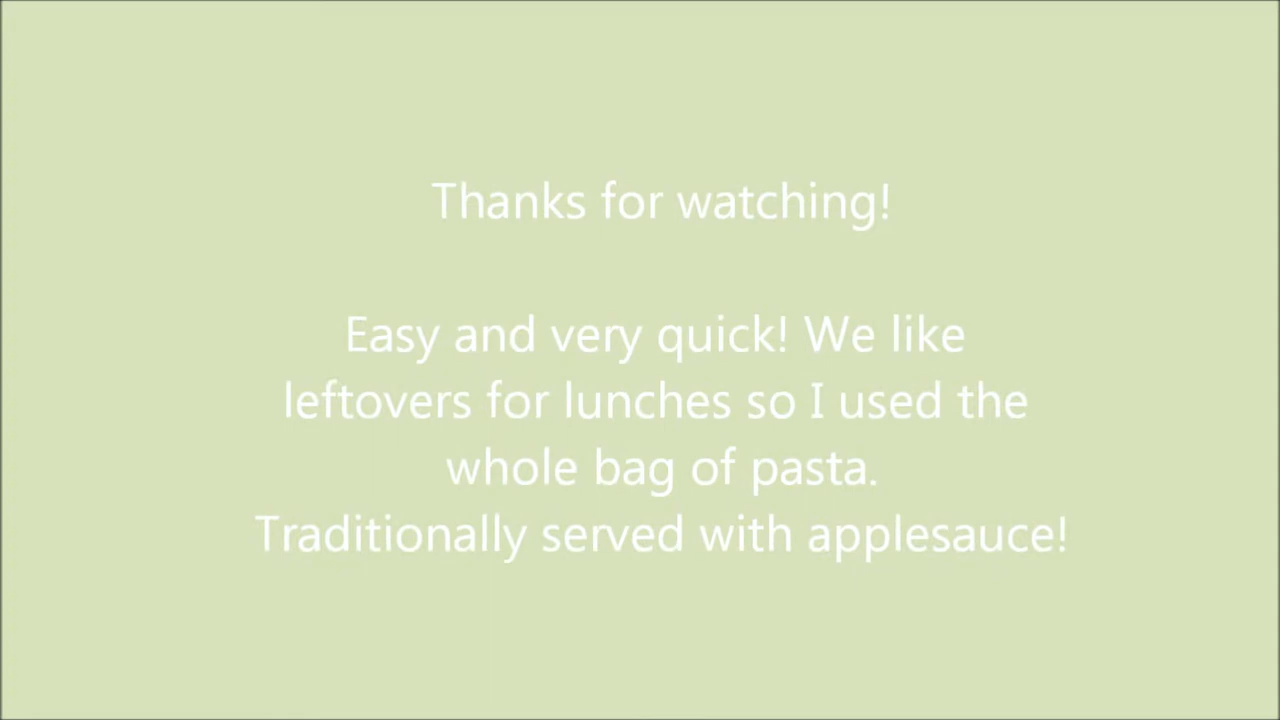 Thanks for watching!
Easy and very quick! We like
leftovers for lunches so I used the
whole bag of pasta.
Traditionally served with applesauce!